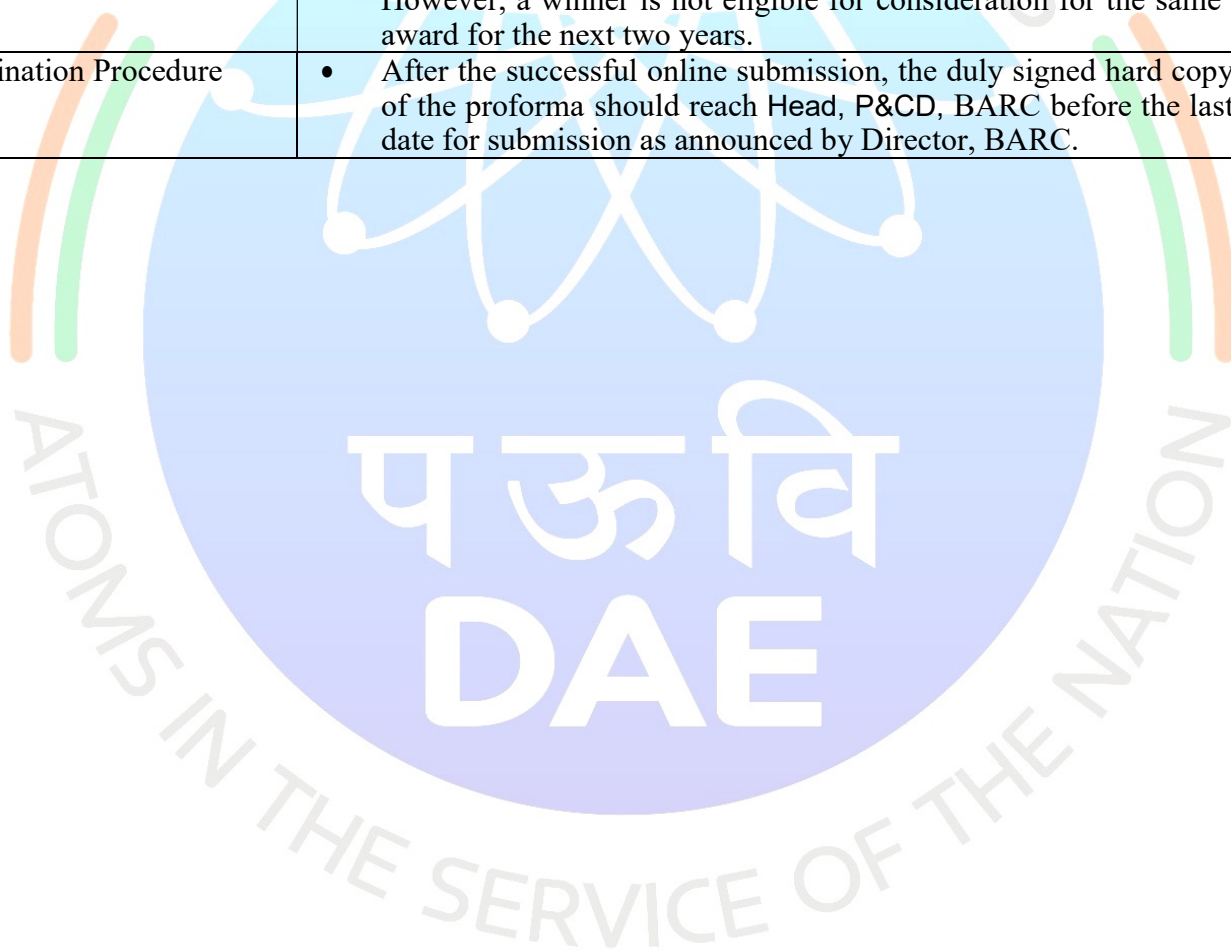 However, a winner is not eligible for consideration for the same
award for the next two years.
ination Procedure
• After the successful online submission, the duly signed hard copy
of the proforma should reach Head, P&CD, BARC before the last
date for submission as announced by Director, BARC.
प ऊ वि
DAE
ATOMS IN THE SERVICE OF THE NATION